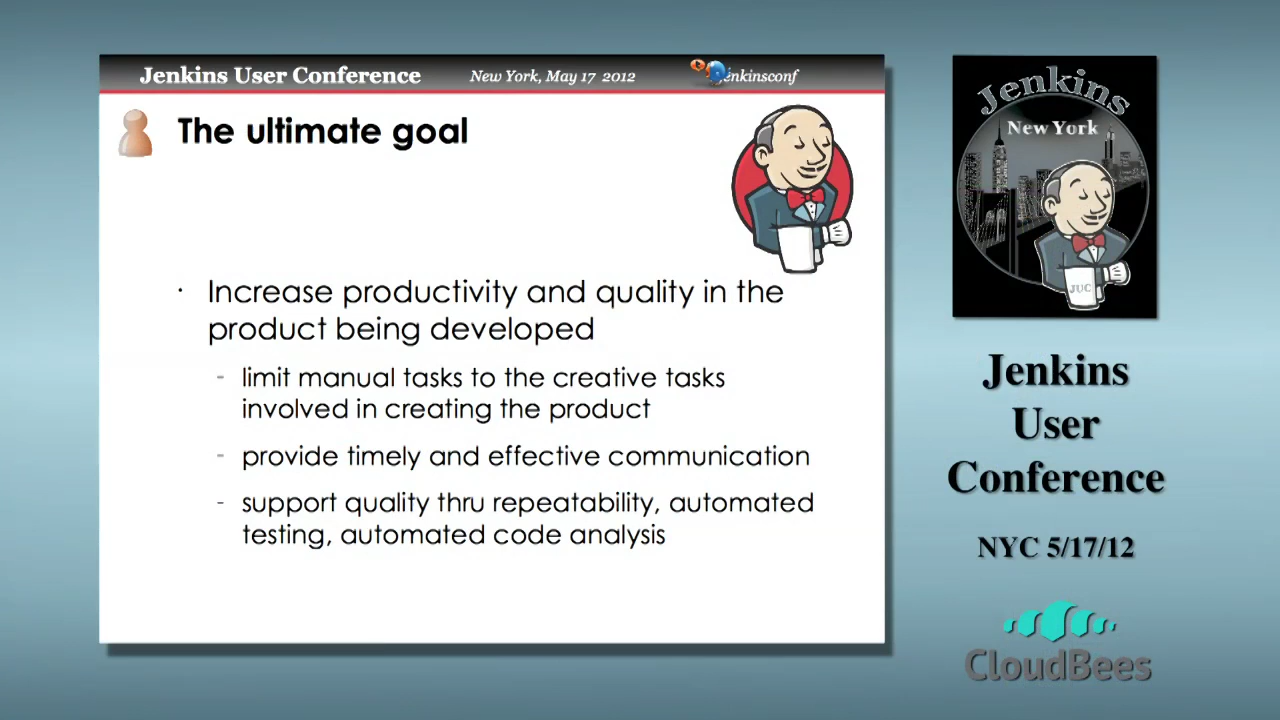 Jenkins User Conference New York, May 17 2012 enkinsconf
The ultimate goal
· Increase productivity and quality in the
product being developed
- limit manual tasks to the creative tasks
involved in creating the product
- provide timely and effective communication
- support quality thru repeatability, automated
testing, automated code analysis
Jenkins
New York
JUC
Jenkins
User
Conference
NYC 5/17/12
CloudBees